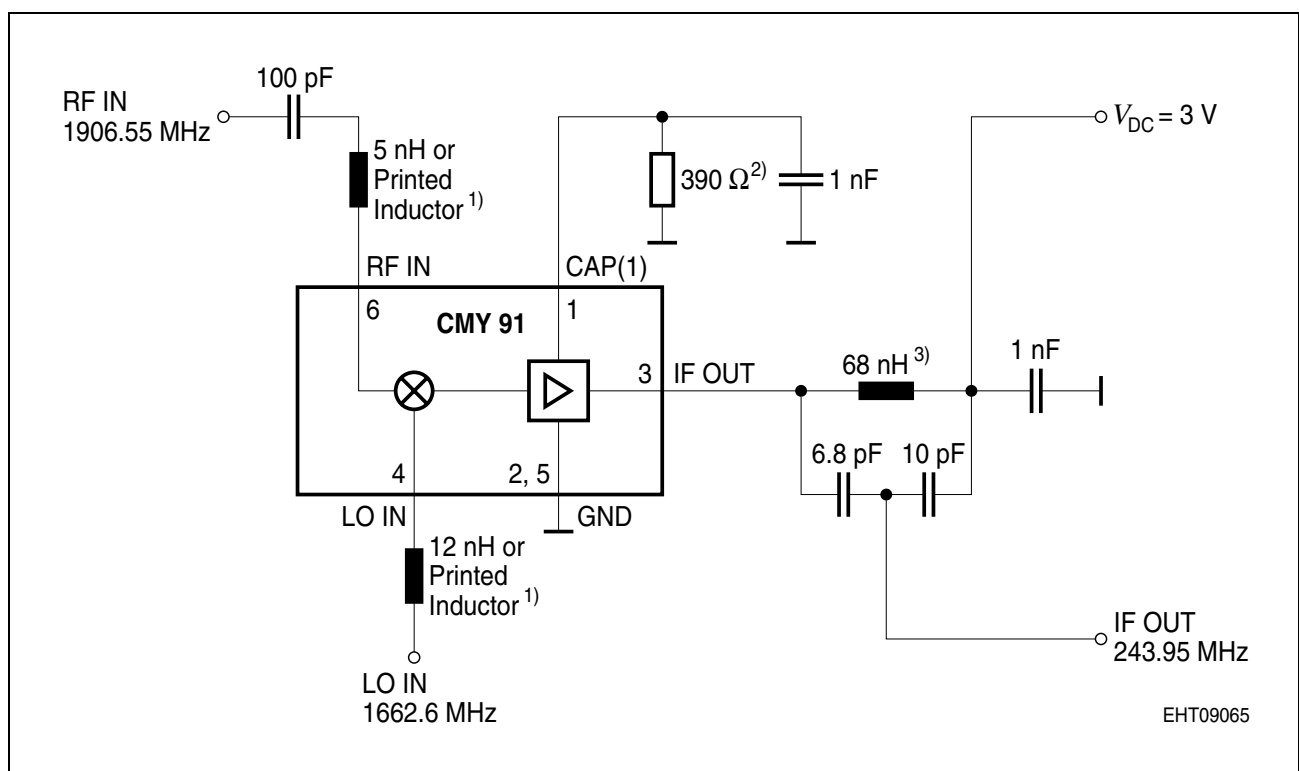 100 pF
RF IN
1906.55 MHz
5 nH or
Printed
Inductor 1)
390 Ω2)
1 nF
VDC = 3 V
RF IN
CAP(1)
6
CMY 91
1
3
IF OUT
68 nH 3)
1 nF
6.8 pF
10 pF
4
2, 5
LO IN
GND
12 nH or
Printed
Inductor 1)
IF OUT
243.95 MHz
LO IN
1662.6 MHz
EHT09065